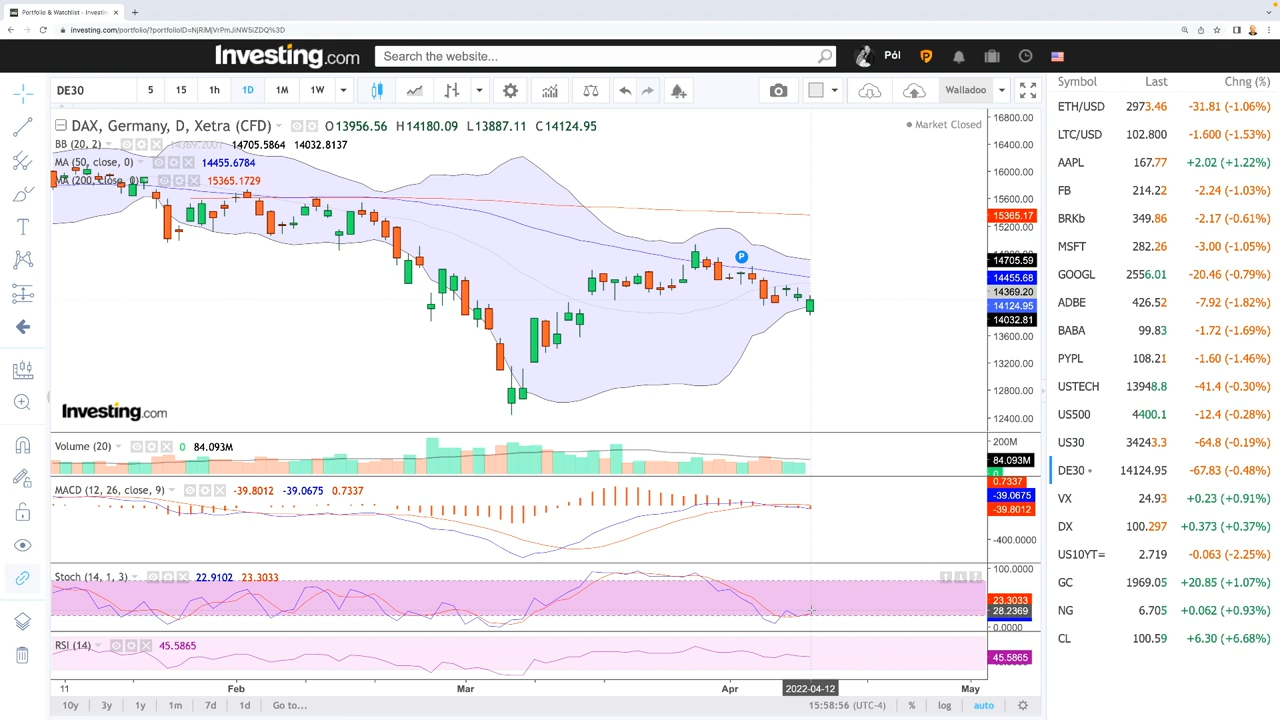 Portfolio & Watchlist - Investin
investing.com/portfolio/?portfolioID=NjRiMjVrPmJiNW5iZDQ%3D
Investing.com
Search the website...
Pól
DE30 5 15 1h 1D 1M 1W
Walladoo
DAX, Germany, D, Xetra (CFD) O13956.56 H14180.09 L13887.11 C14124.95
Market Closed
BB (20, 2) 14369.2001 14705.5864 14032.8137
MA (50, close, 0) 14455.6784
MA (200, close, 0) 15365.1729
P
16800.00
16400.00
16000.00
15600.00
15365.17
15200.00
14705.59
14455.68
14369.20
14124.95
14032.81
13600.00
13200.00
12800.00
12400.00
Investing.com
Volume (20) 0 84.093M
200M
84.093M
0
MACD (12, 26, close, 9) -39.8012 -39.0675 0.7337
0.7337
-39.0675
-39.8012
-400.0000
Stoch (14, 1, 3) 22.9102 23.3033
100.0000
23.3033
28.2369
0.0000
RSI (14) 45.5865
45.5865
11 Feb Mar Apr 2022-04-12 May
10y 3y 1y 1m 7d 1d Go to...
15:58:56 (UTC-4) % log auto
Symbol Last Chng (%)
ETH/USD 2973.46 -31.81 (-1.06%)
LTC/USD 102.800 -1.600 (-1.53%)
AAPL 167.77 +2.02 (+1.22%)
FB 214.22 -2.24 (-1.03%)
BRKb 349.86 -2.17 (-0.61%)
MSFT 282.26 -3.00 (-1.05%)
GOOGL 2556.01 -20.46 (-0.79%)
ADBE 426.52 -7.92 (-1.82%)
BABA 99.83 -1.72 (-1.69%)
PYPL 108.21 -1.60 (-1.46%)
USTECH 13948.8 -41.4 (-0.30%)
US500 4400.1 -12.4 (-0.28%)
US30 34243.3 -64.8 (-0.19%)
DE30 14124.95 -67.83 (-0.48%)
VX 24.93 +0.23 (+0.91%)
DX 100.297 +0.373 (+0.37%)
US10YT= 2.719 -0.063 (-2.25%)
GC 1969.05 +20.85 (+1.07%)
NG 6.705 +0.062 (+0.93%)
CL 100.59 +6.30 (+6.68%)